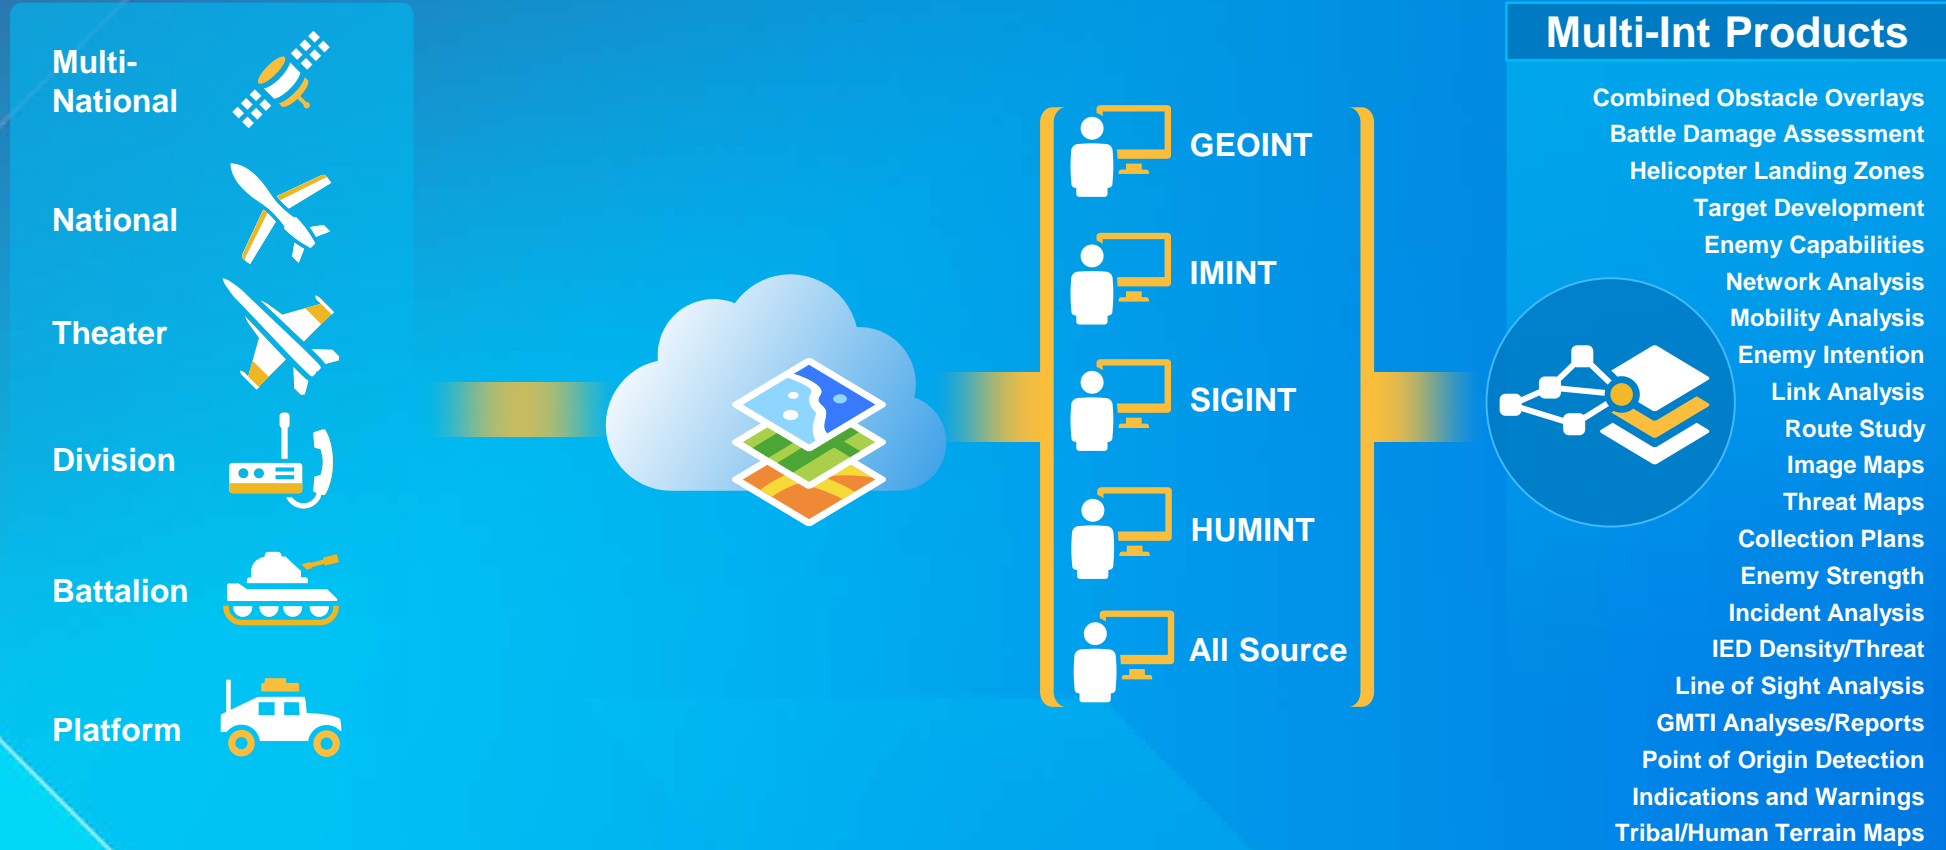 Multi-
National
National
Theater
Division
Battalion
Platform
GEOINT
IMINT
SIGINT
HUMINT
All Source
Multi-Int Products
Combined Obstacle Overlays
Battle Damage Assessment
Helicopter Landing Zones
Target Development
Enemy Capabilities
Network Analysis
Mobility Analysis
Enemy Intention
Link Analysis
Route Study
Image Maps
Threat Maps
Collection Plans
Enemy Strength
Incident Analysis
IED Density/Threat
Line of Sight Analysis
GMTI Analyses/Reports
Point of Origin Detection
Indications and Warnings
Tribal/Human Terrain Maps